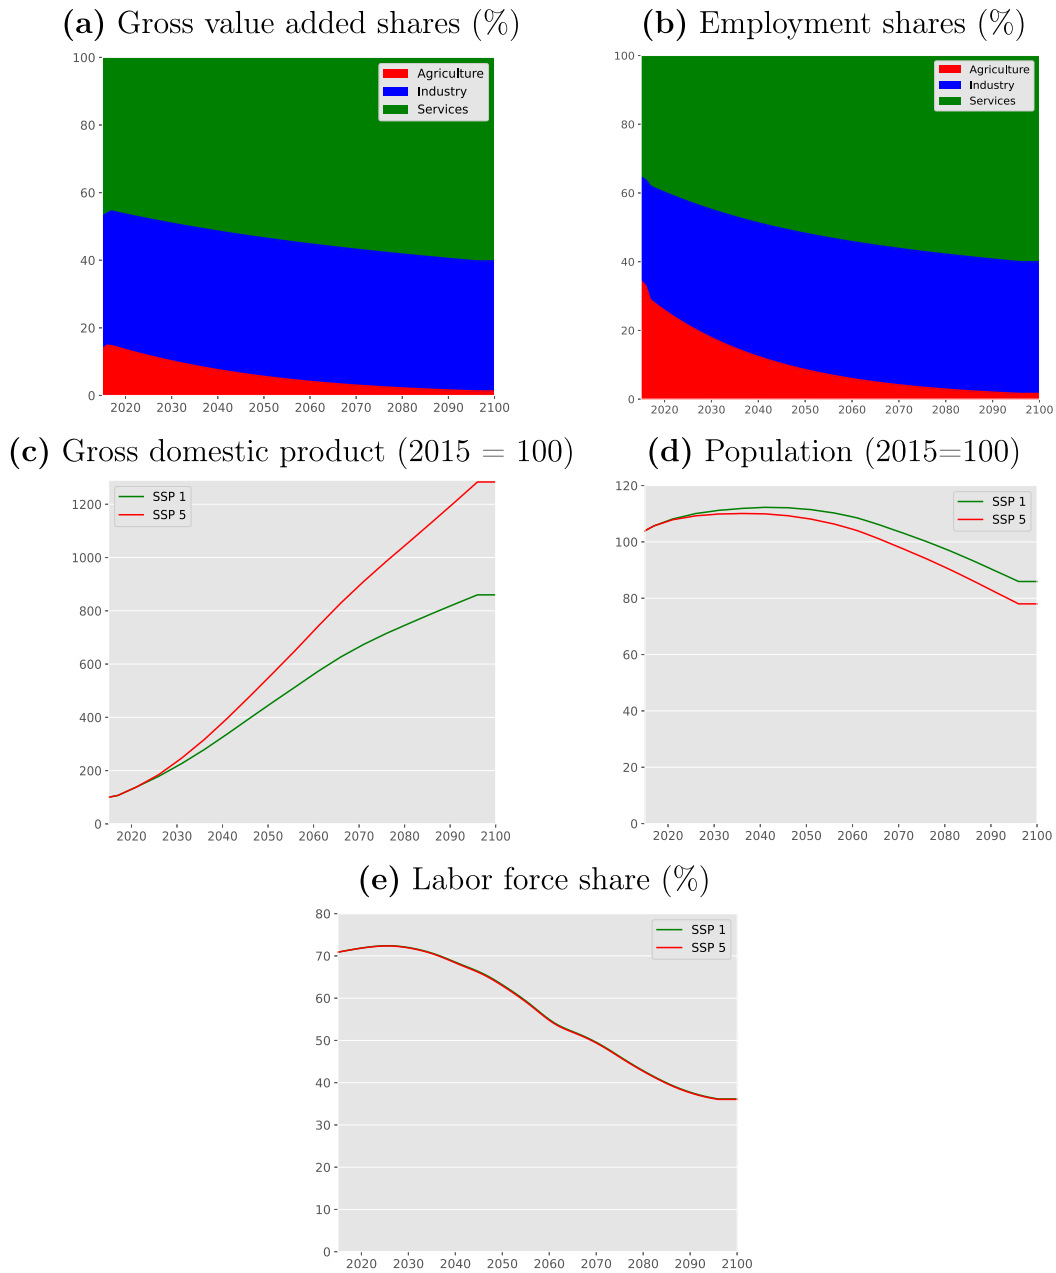 (a) Gross value added shares (%)
(b) Employment shares (%)
100
80
60
40
20
0
Agriculture
Industry
Services
2020 2030 2040 2050 2060 2070 2080 2090 2100
100
80
60
40
20
0
Agriculture
Industry
Services
2020 2030 2040 2050 2060 2070 2080 2090 2100
(c) Gross domestic product (2015 = 100)
(d) Population (2015=100)
1200
1000
800
600
400
200
0
SSP 1
SSP 5
2020 2030 2040 2050 2060 2070 2080 2090 2100
120
100
80
60
40
20
0
SSP 1
SSP 5
2020 2030 2040 2050 2060 2070 2080 2090 2100
(e) Labor force share (%)
80
70
60
50
40
30
20
10
0
SSP 1
SSP 5
2020 2030 2040 2050 2060 2070 2080 2090 2100